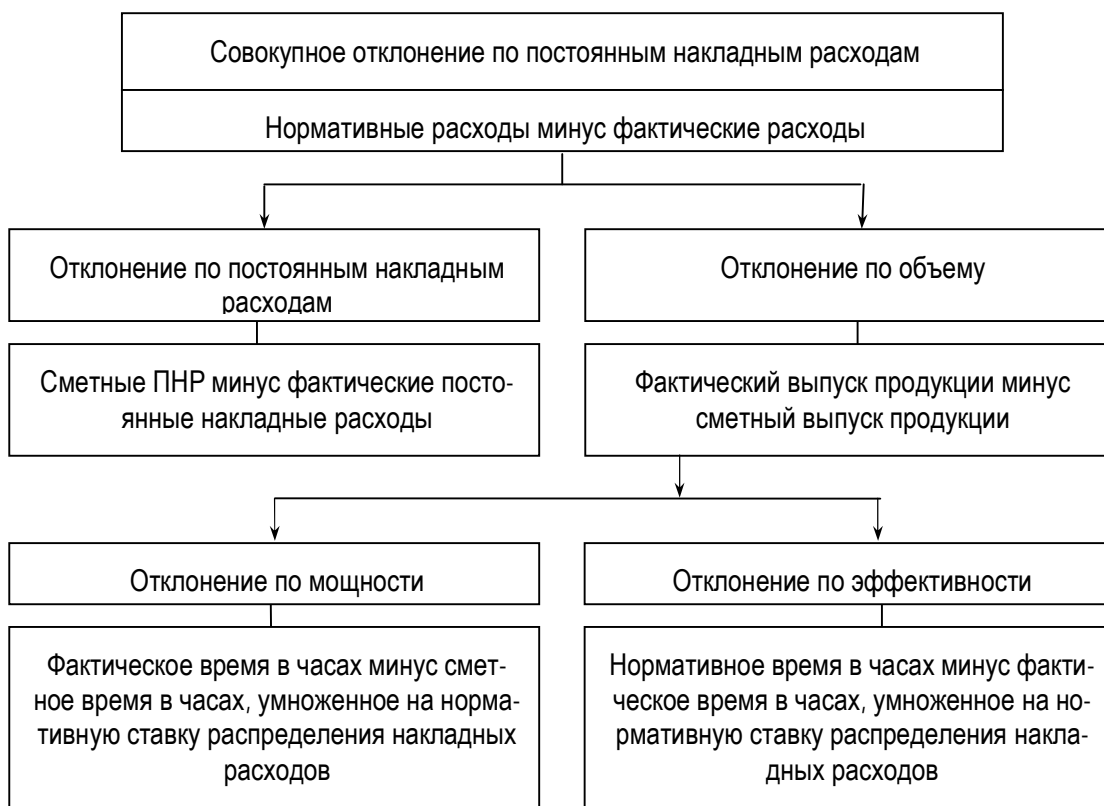 Совокупное отклонение по постоянным накладным расходам
Нормативные расходы минус фактические расходы
Отклонение по постоянным накладным
расходам
Отклонение по объему
Сметные ПНР минус фактические посто-
янные накладные расходы
Фактический выпуск продукции минус
сметный выпуск продукции
Отклонение по мощности
Отклонение по эффективности
Фактическое время в часах минус смет-
ное время в часах, умноженное на норма-
тивную ставку распределения накладных
расходов
Нормативное время в часах минус факти-
ческое время в часах, умноженное на но-
рмативную ставку распределения накла-
дных расходов